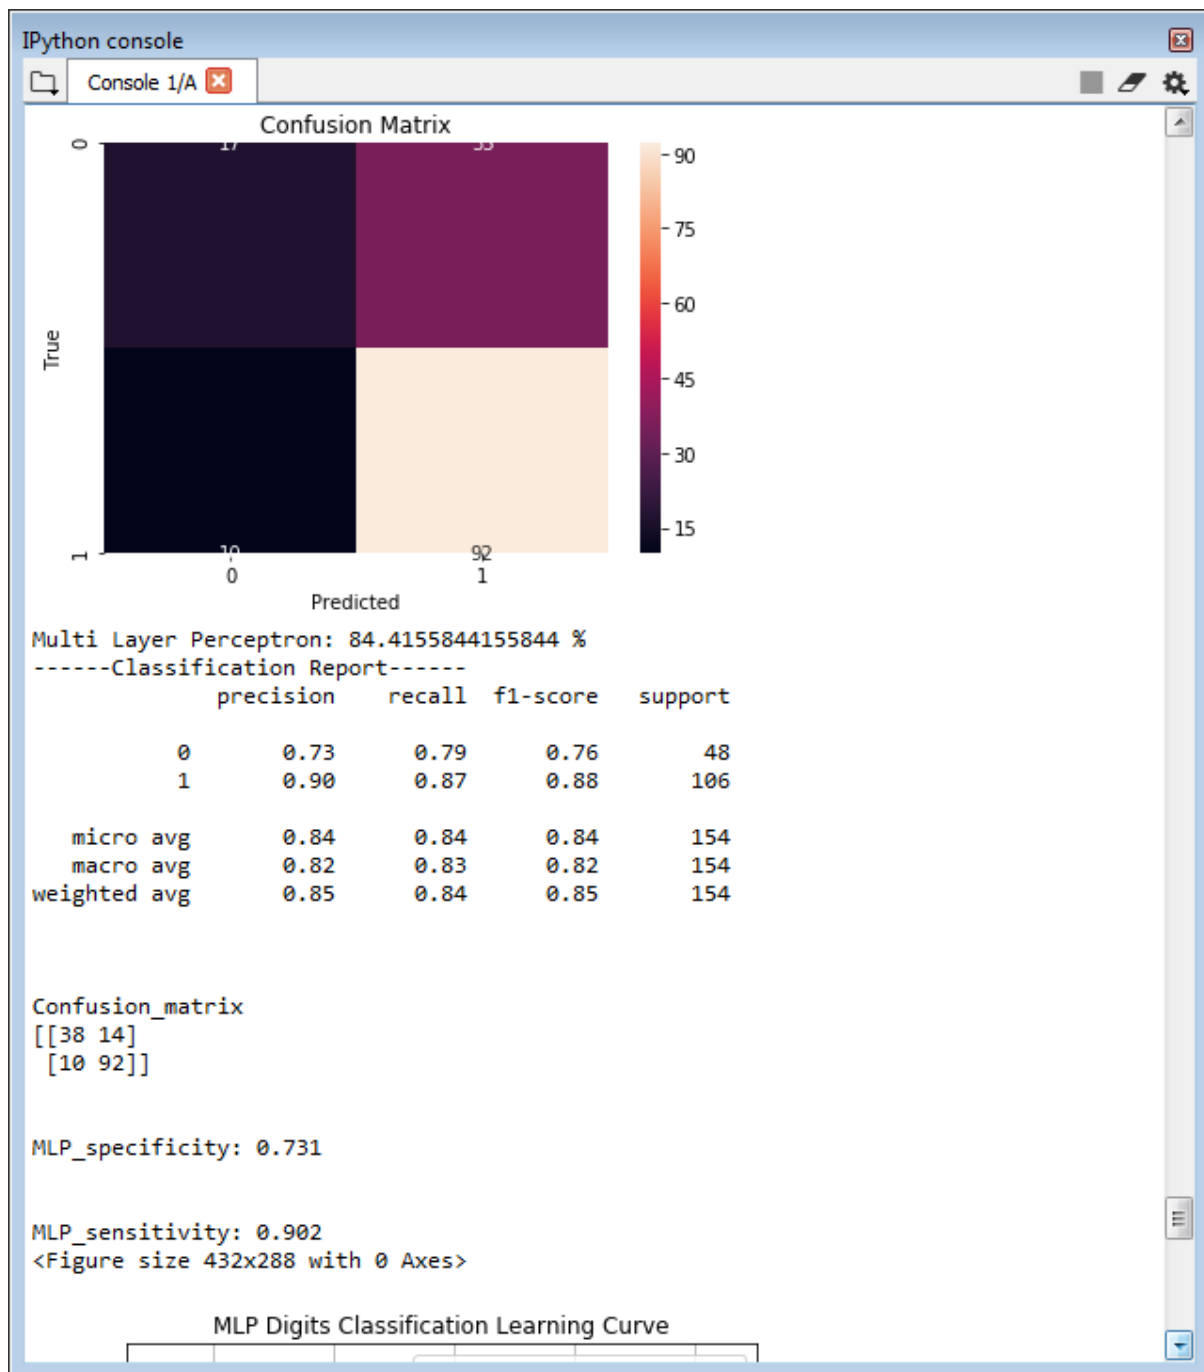 IPython console
Console 1/A
Confusion Matrix
0
90
75
60
True
45
30
15
1
92
0 1
Predicted
Multi Layer Perceptron: 84.4155844155844 %
------Classification Report------
precision recall f1-score support
0 0.73 0.79 0.76 48
1 0.90 0.87 0.88 106
micro avg 0.84 0.84 0.84 154
macro avg 0.82 0.83 0.82 154
weighted avg 0.85 0.84 0.85 154
Confusion_matrix
[[38 14]
[10 92]]
MLP_specificity: 0.731
MLP_sensitivity: 0.902
<Figure size 432x288 with 0 Axes>
MLP Digits Classification Learning Curve